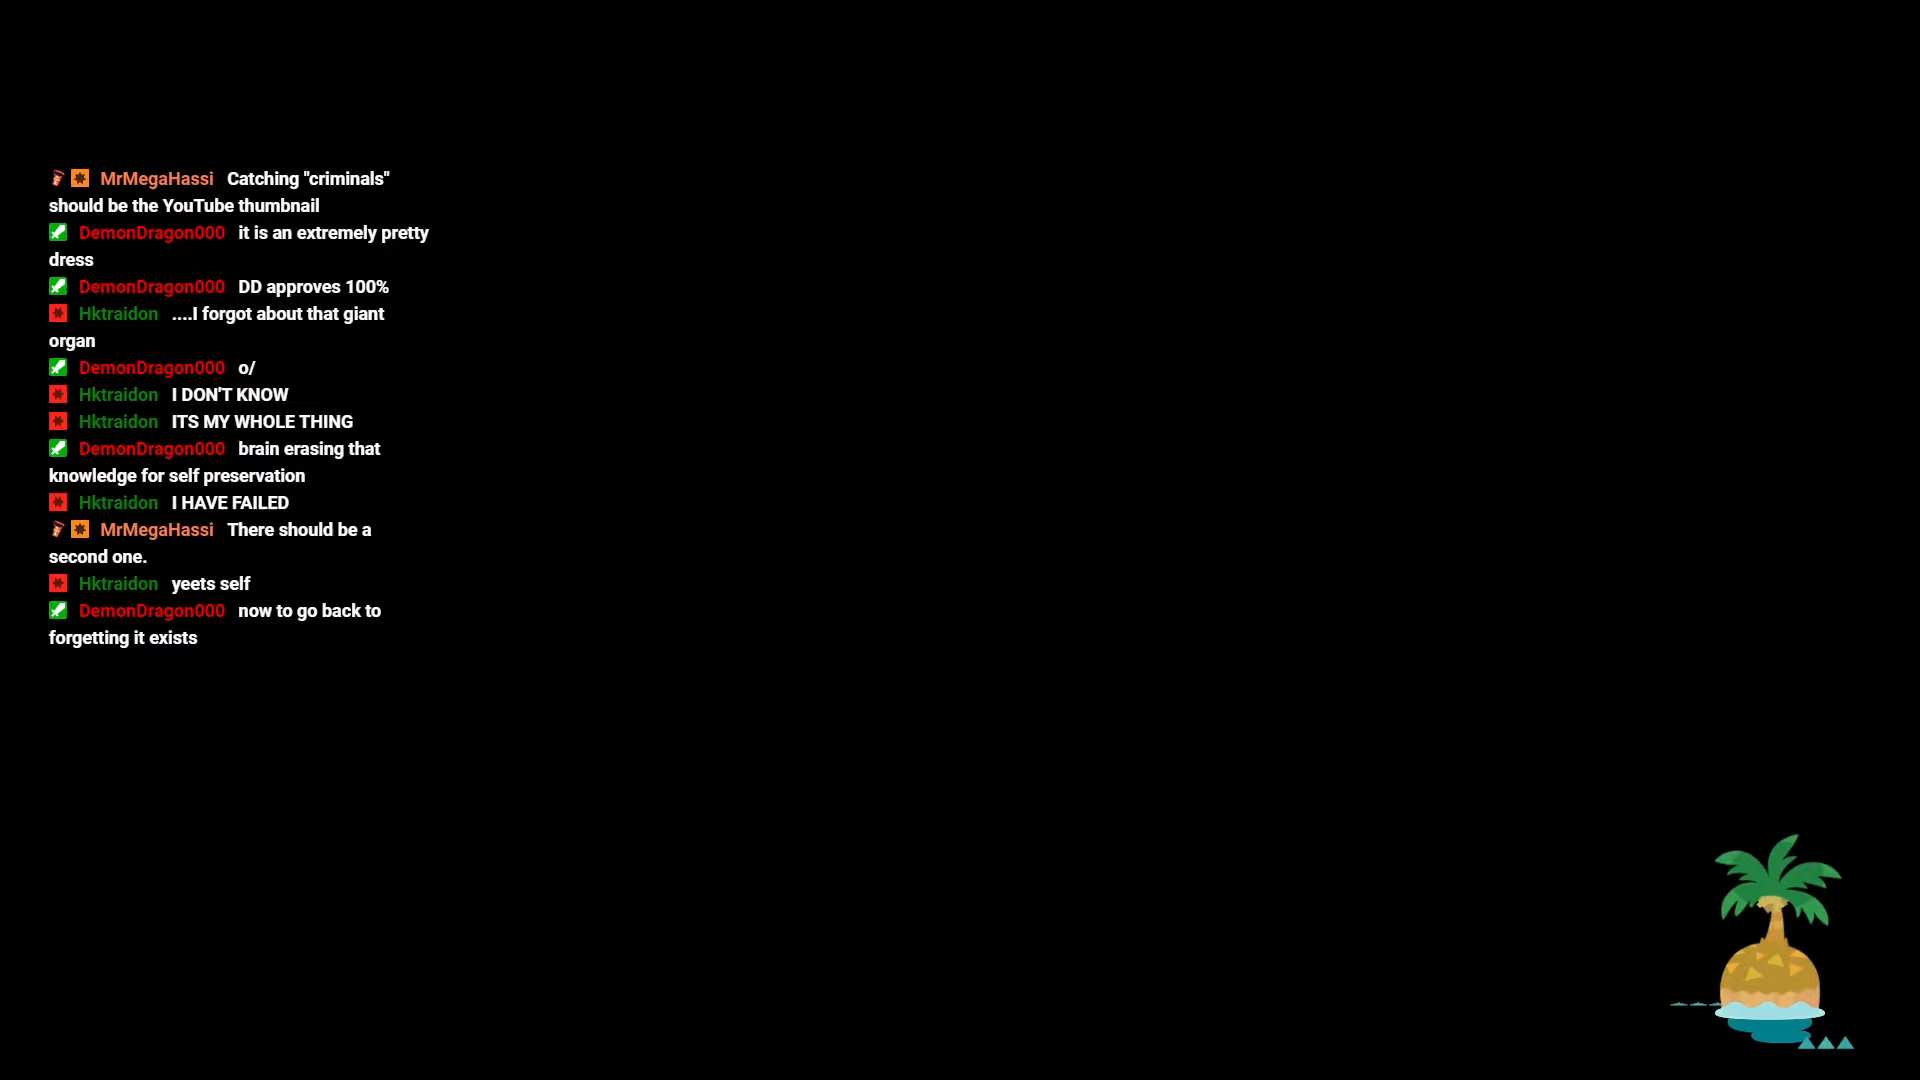 MrMegaHassi Catching "criminals"
should be the YouTube thumbnail
DemonDragon000 it is an extremely pretty
dress
DemonDragon000 DD approves 100%
Hktraidon ....I forgot about that giant
organ
DemonDragon000 o/
Hktraidon I DON'T KNOW
Hktraidon ITS MY WHOLE THING
DemonDragon000 brain erasing that
knowledge for self preservation
Hktraidon I HAVE FAILED
MrMegaHassi There should be a
second one.
Hktraidon yeets self
DemonDragon000 now to go back to
forgetting it exists